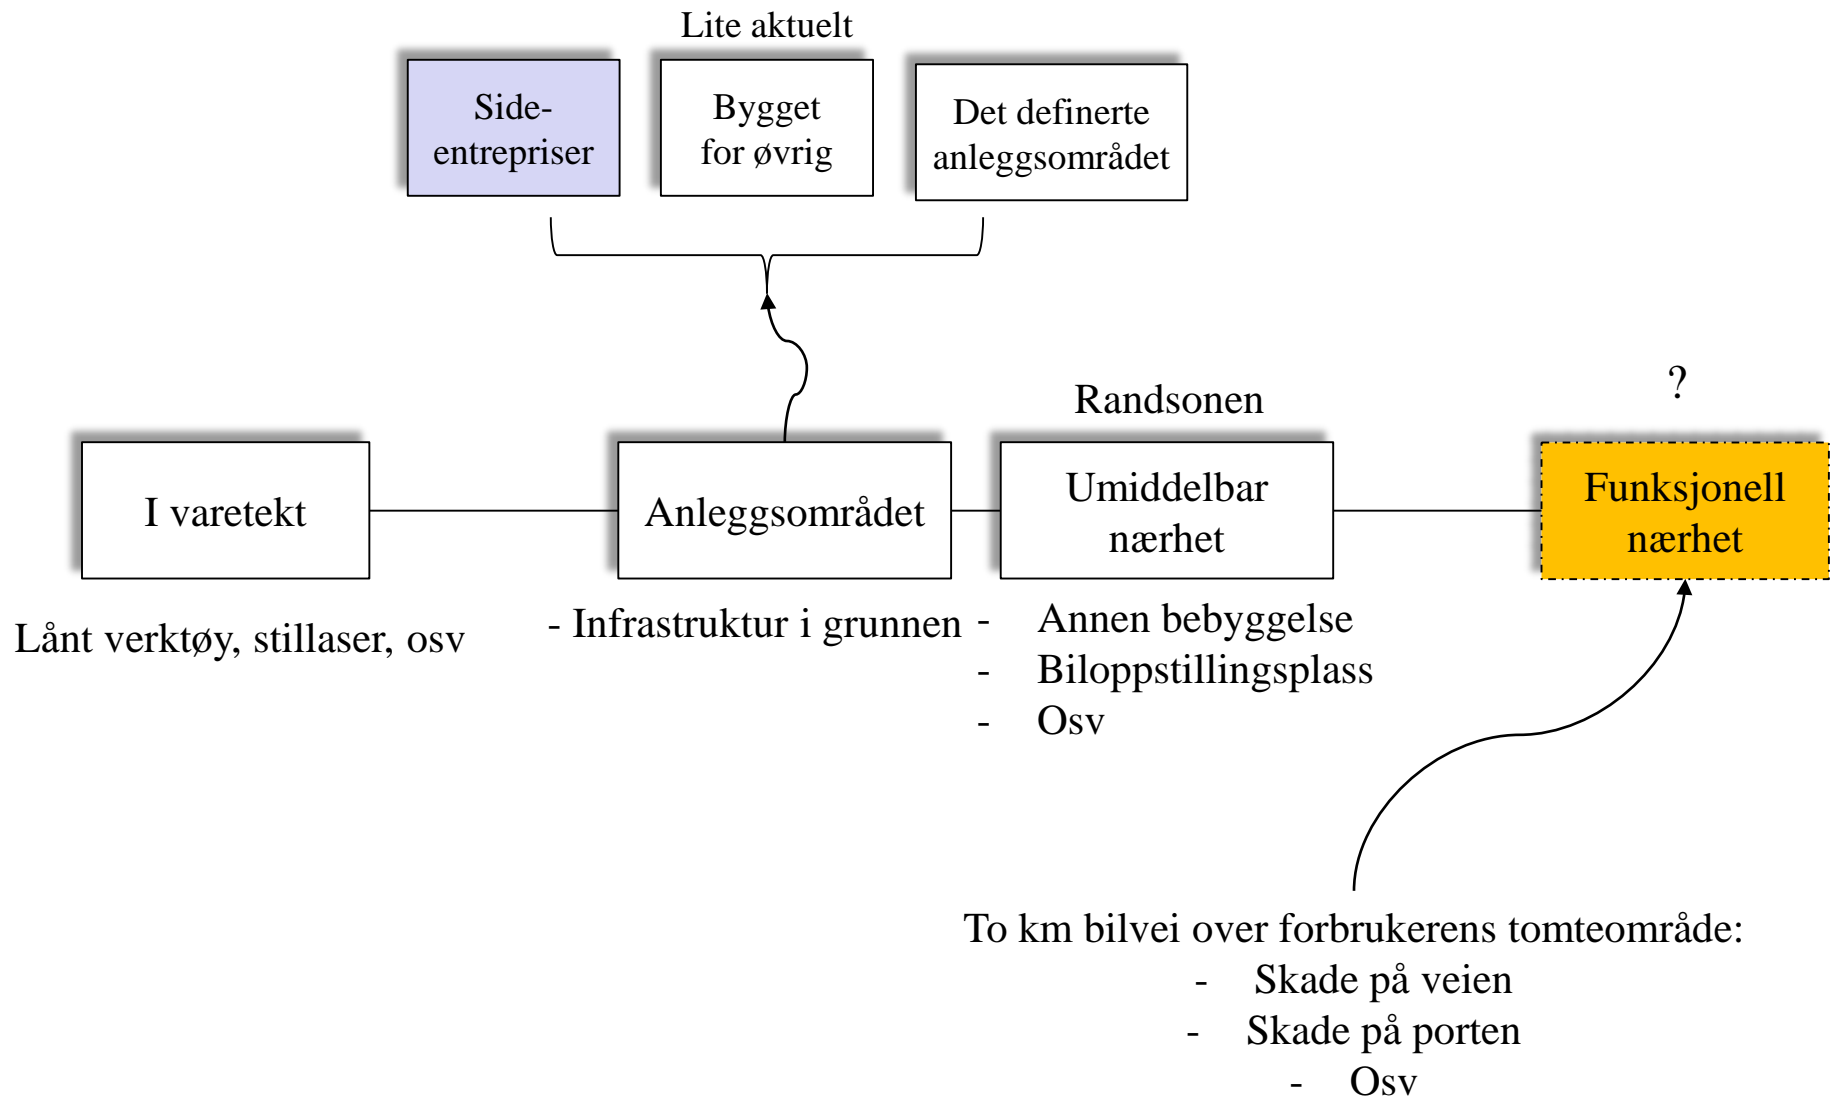 Lite aktuelt
Side-
entrepriser
Bygget
for øvrig
Det definerte
anleggsområdet
?
Randsonen
I varetekt
Anleggsområdet
Umiddelbar
nærhet
Funksjonell
nærhet
Lånt verktøy, stillaser, osv
- Infrastruktur i grunnen
- Annen bebyggelse
- Biloppstillingsplass
- Osv
To km bilvei over forbrukerens tomteområde:
- Skade på veien
- Skade på porten
- Osv